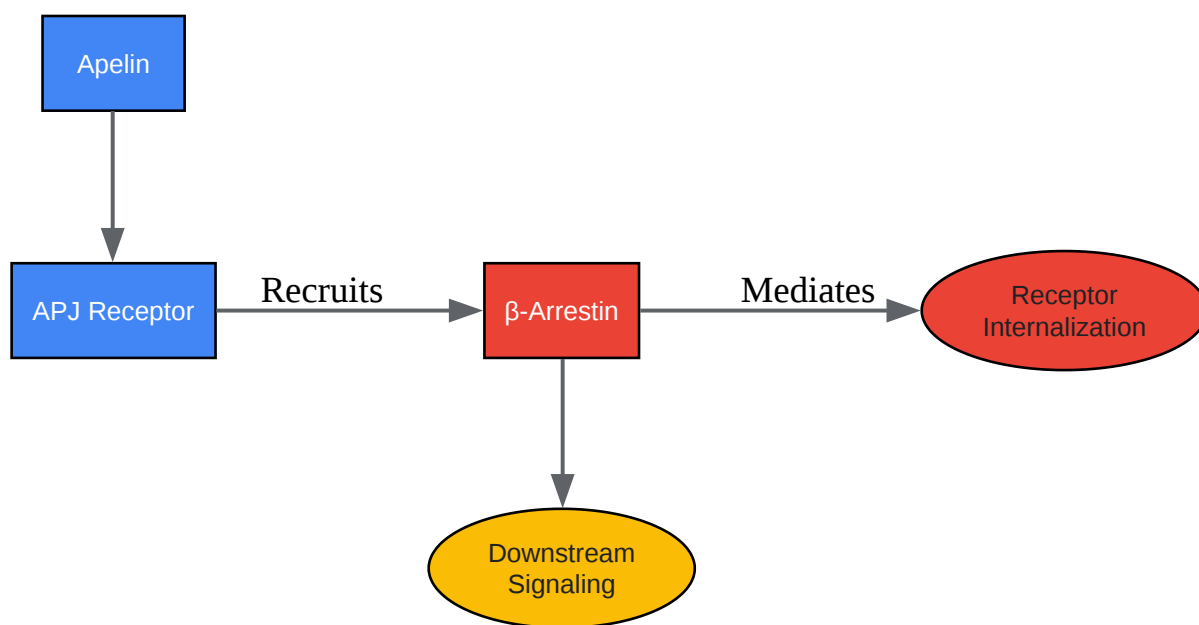 Apelin
APJ Receptor
Recruits
β-Arrestin
Mediates
Receptor
Internalization
Downstream
Signaling